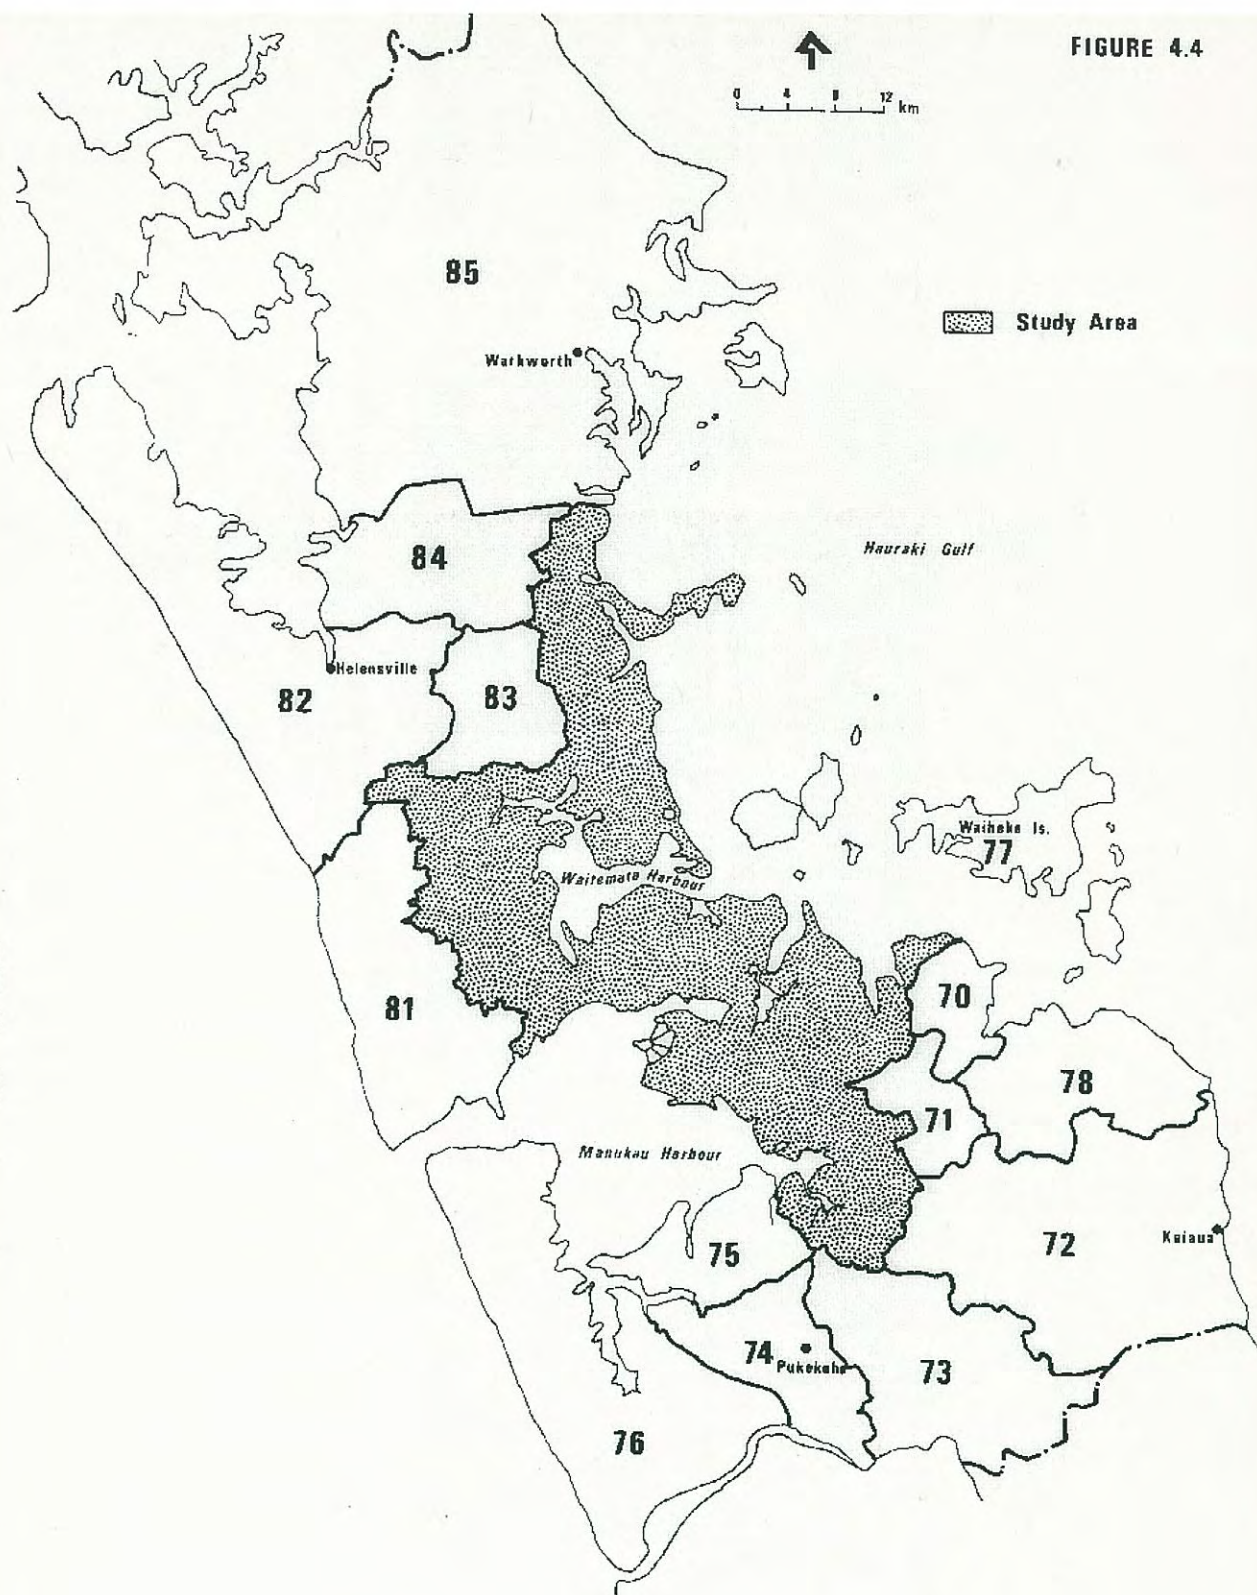 FIGURE 4.4
0 4 8 12 km
85
Study Area
Warkworth
Hauraki Gulf
84
Helensville
82
83
Waiheke Is.
77
Waitemata Harbour
81
70
78
71
Manukau Harbour
75
72
Kaiaua
74
Pukekohe
73
76